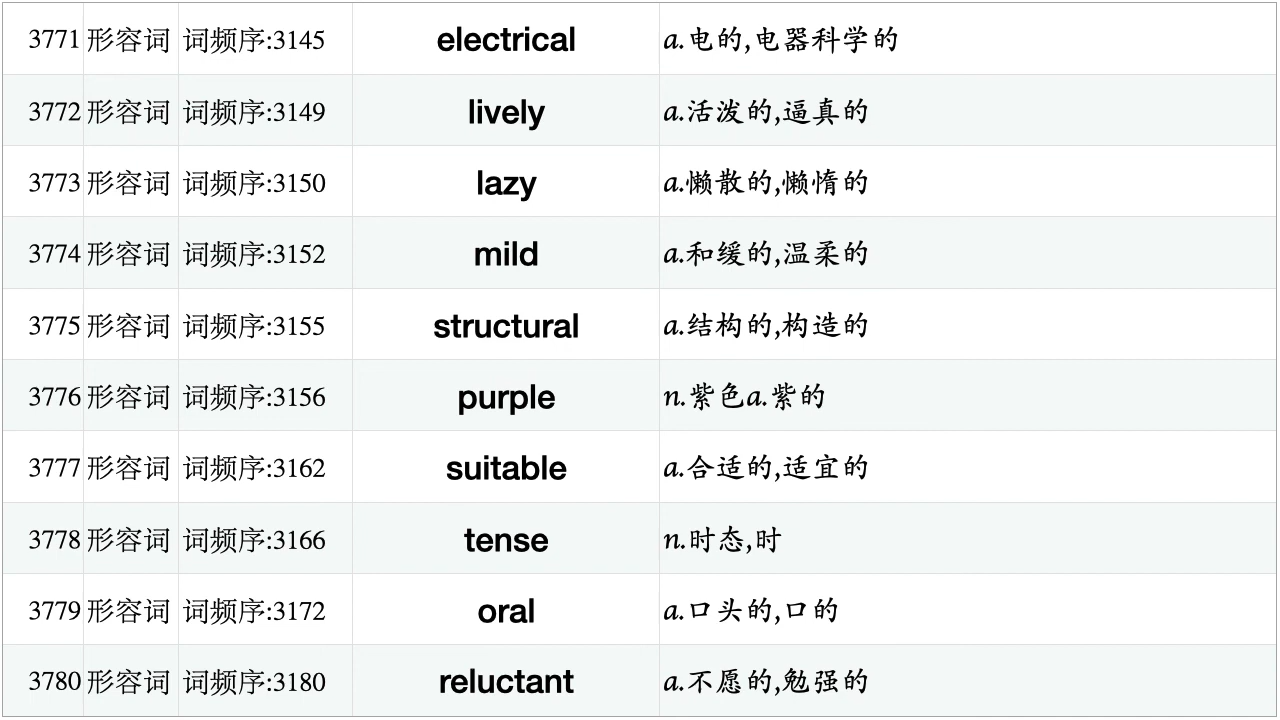 3771 形容词 词频序:3145 electrical a.电的,电器科学的
3772 形容词 词频序:3149 lively a.活泼的,逼真的
3773 形容词 词频序:3150 lazy a.懒散的,懒惰的
3774 形容词 词频序:3152 mild a.和缓的,温柔的
3775 形容词 词频序:3155 structural a.结构的,构造的
3776 形容词 词频序:3156 purple n.紫色a.紫的
3777 形容词 词频序:3162 suitable a.合适的,适宜的
3778 形容词 词频序:3166 tense n.时态,时
3779 形容词 词频序:3172 oral a.口头的,口的
3780 形容词 词频序:3180 reluctant a.不愿的,勉强的